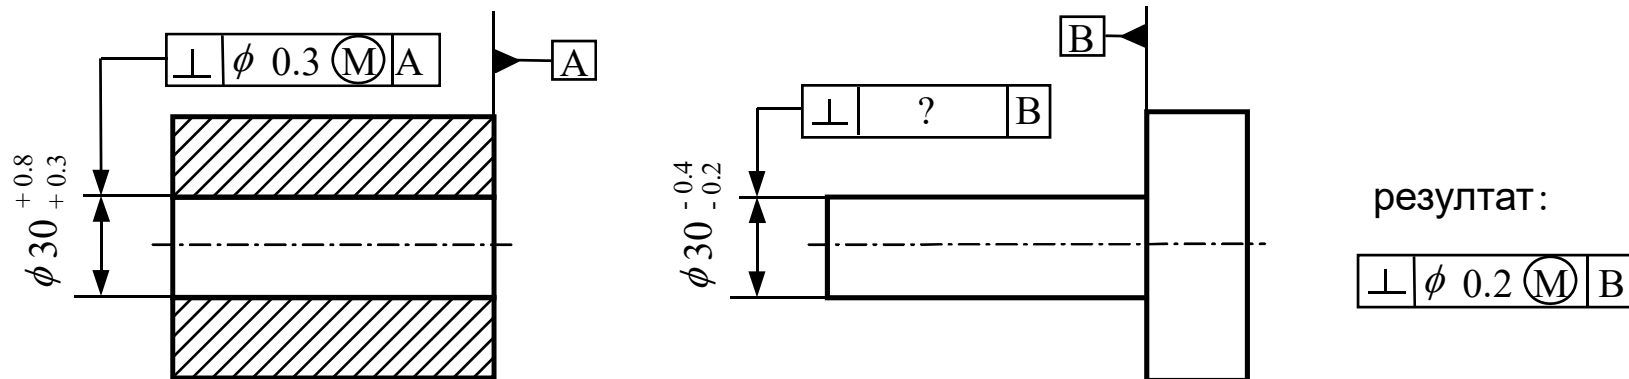 ⊥ ϕ 0.3 Ⓜ A
A
ϕ 30 + 0.8 + 0.3
B
⊥ ? B
ϕ 30 - 0.4 - 0.2
резултат:
⊥ ϕ 0.2 Ⓜ B